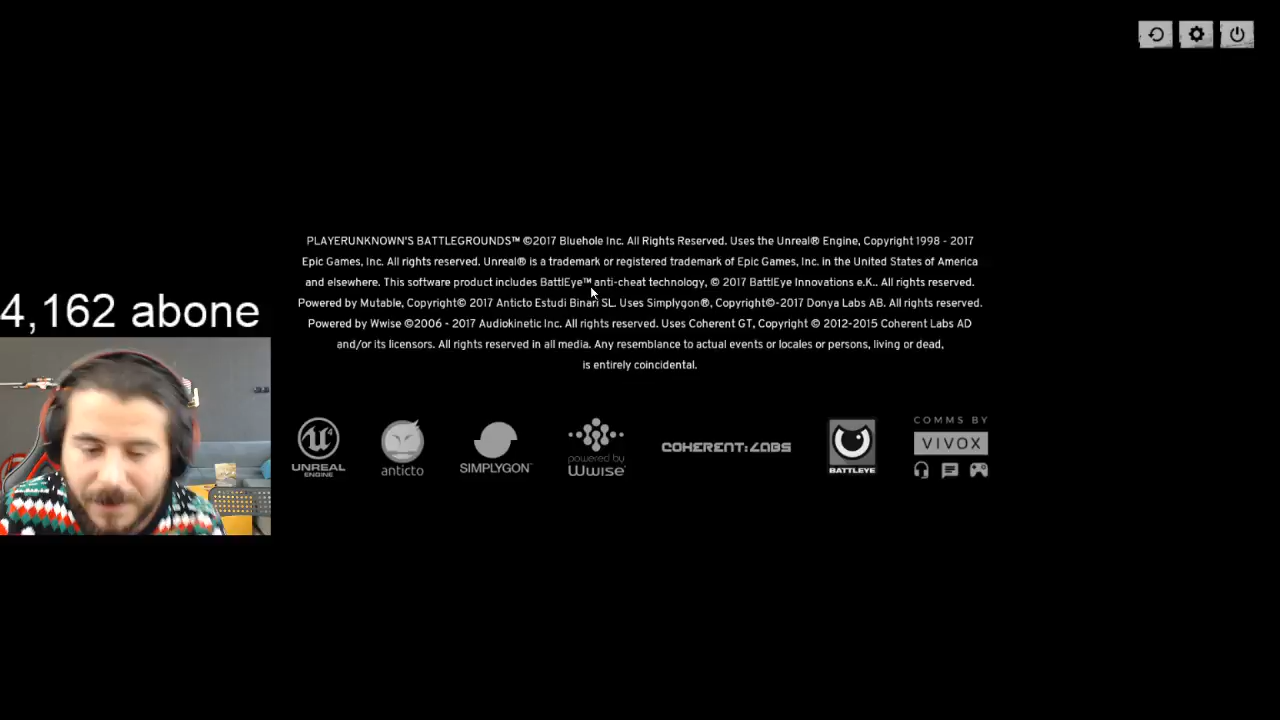 PLAYERUNKNOWN'S BATTLEGROUNDS™ ©2017 Bluehole Inc. All Rights Reserved. Uses the Unreal® Engine, Copyright 1998 - 2017
Epic Games, Inc. All rights reserved. Unreal® is a trademark or registered trademark of Epic Games, Inc. in the United States of America
and elsewhere. This software product includes BattlEye™ anti-cheat technology, © 2017 BattlEye Innovations e.K.. All rights reserved.
Powered by Mutable, Copyright© 2017 Anticto Estudi Binari SL. Uses Simplygon®, Copyright©-2017 Donya Labs AB. All rights reserved.
Powered by Wwise ©2006 - 2017 Audiokinetic Inc. All rights reserved. Uses Coherent GT, Copyright © 2012-2015 Coherent Labs AD
and/or its licensors. All rights reserved in all media. Any resemblance to actual events or locales or persons, living or dead,
is entirely coincidental.
4,162 abone
UNREAL
ENGINE
anticto
SIMPLYGON™
powered by
Wwise
COHERENT:LABS
BATTLEYE
COMMS BY
VIVOX